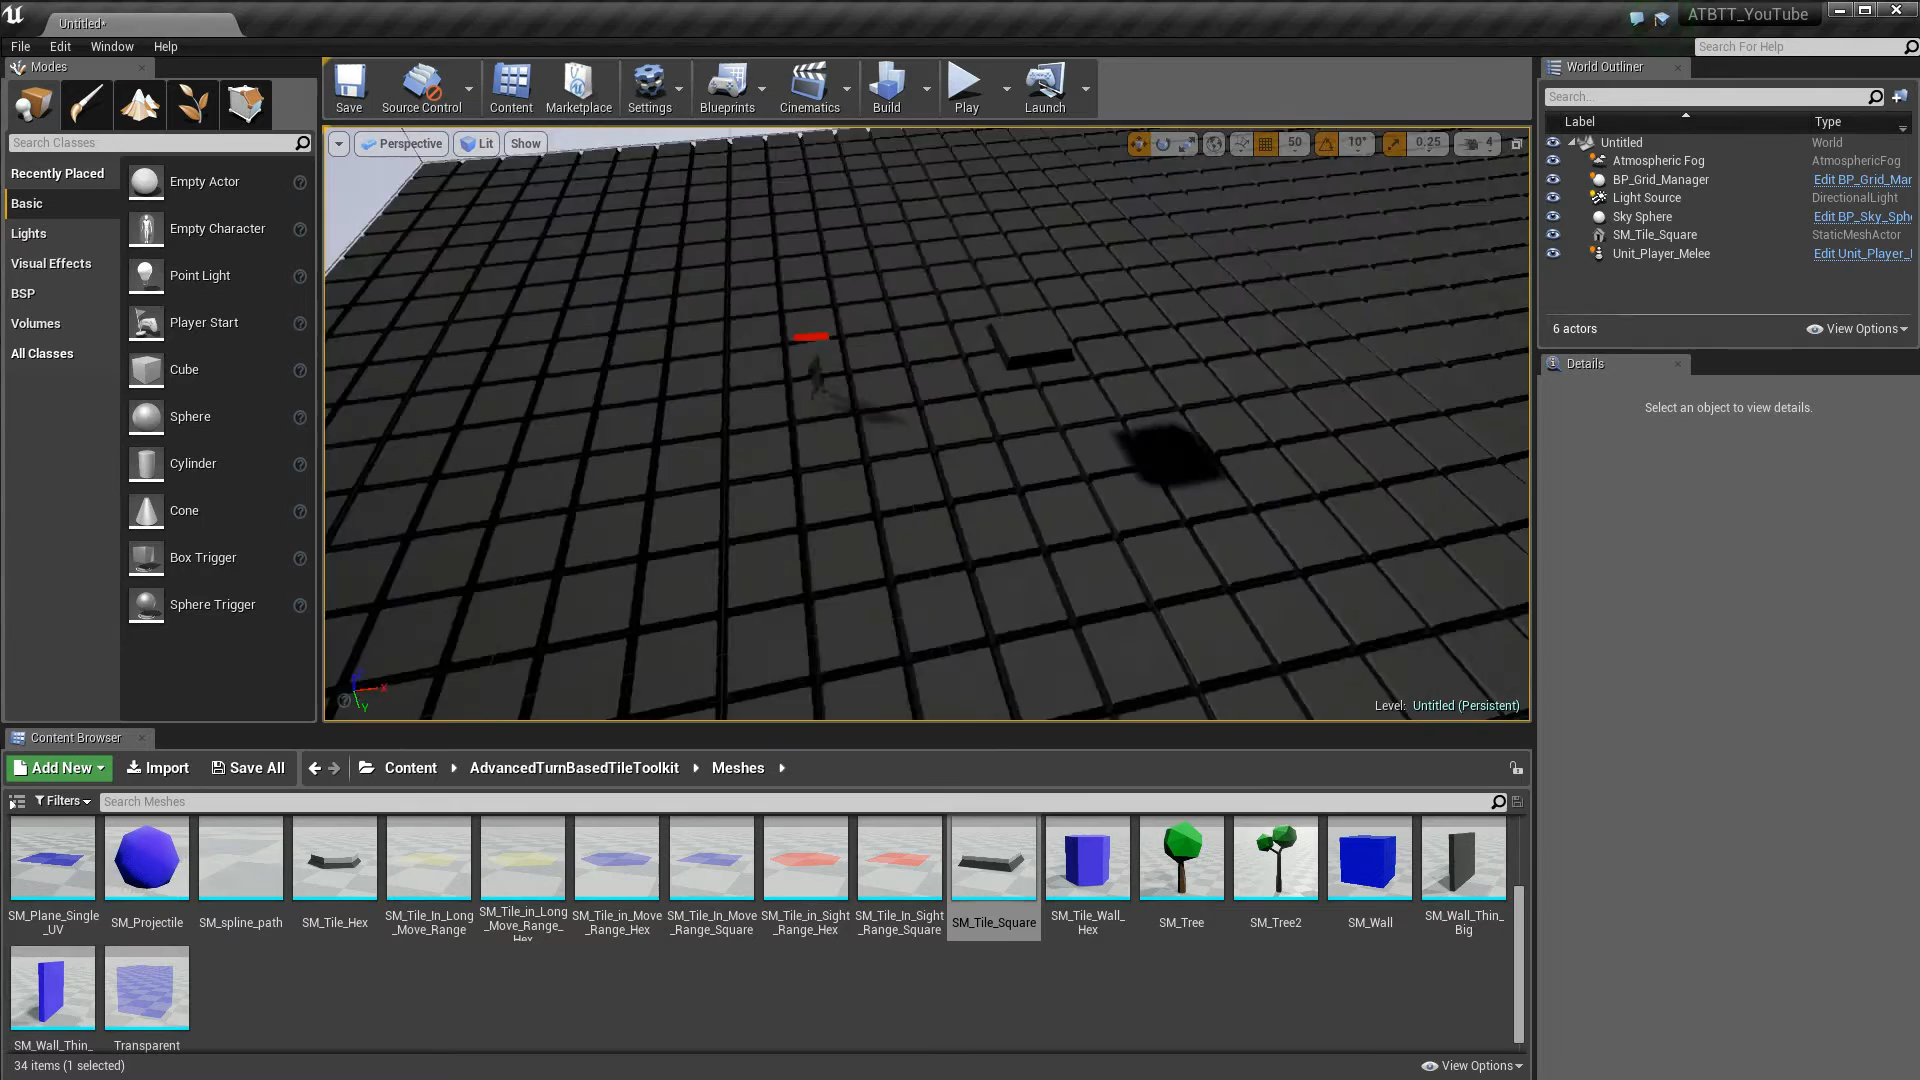 Untitled*
ATBTT_YouTube
File Edit Window Help
Search For Help
Modes
Save
Source Control
Content
Marketplace
Settings
Blueprints
Cinematics
Build
Play
Launch
World Outliner
Search...
Label Type
Untitled World
Atmospheric Fog AtmosphericFog
BP_Grid_Manager Edit BP_Grid_Mar
Light Source DirectionalLight
Sky Sphere Edit BP_Sky_Sph
SM_Tile_Square StaticMeshActor
Unit_Player_Melee Edit Unit_Player_
6 actors
View Options
Details
Select an object to view details.
Search Classes
Recently Placed
Basic
Lights
Visual Effects
BSP
Volumes
All Classes
Empty Actor
Empty Character
Point Light
Player Start
Cube
Sphere
Cylinder
Cone
Box Trigger
Sphere Trigger
Perspective Lit Show
50 10° 0.25 4
X
Y
Level: Untitled (Persistent)
Content Browser
Add New Import Save All Content AdvancedTurnBasedTileToolkit Meshes
Filters Search Meshes
SM_Plane_Single
_UV
SM_Projectile
SM_spline_path
SM_Tile_Hex
SM_Tile_In_Long
_Move_Range
SM_Tile_in_Long
_Move_Range_
Hex
SM_Tile_in_Move
_Range_Hex
SM_Tile_In_Move
_Range_Square
SM_Tile_in_Sight
_Range_Hex
SM_Tile_In_Sight
_Range_Square
SM_Tile_Square
SM_Tile_Wall_
Hex
SM_Tree
SM_Tree2
SM_Wall
SM_Wall_Thin_
Big
SM_Wall_Thin_
Transparent
34 items (1 selected)
View Options